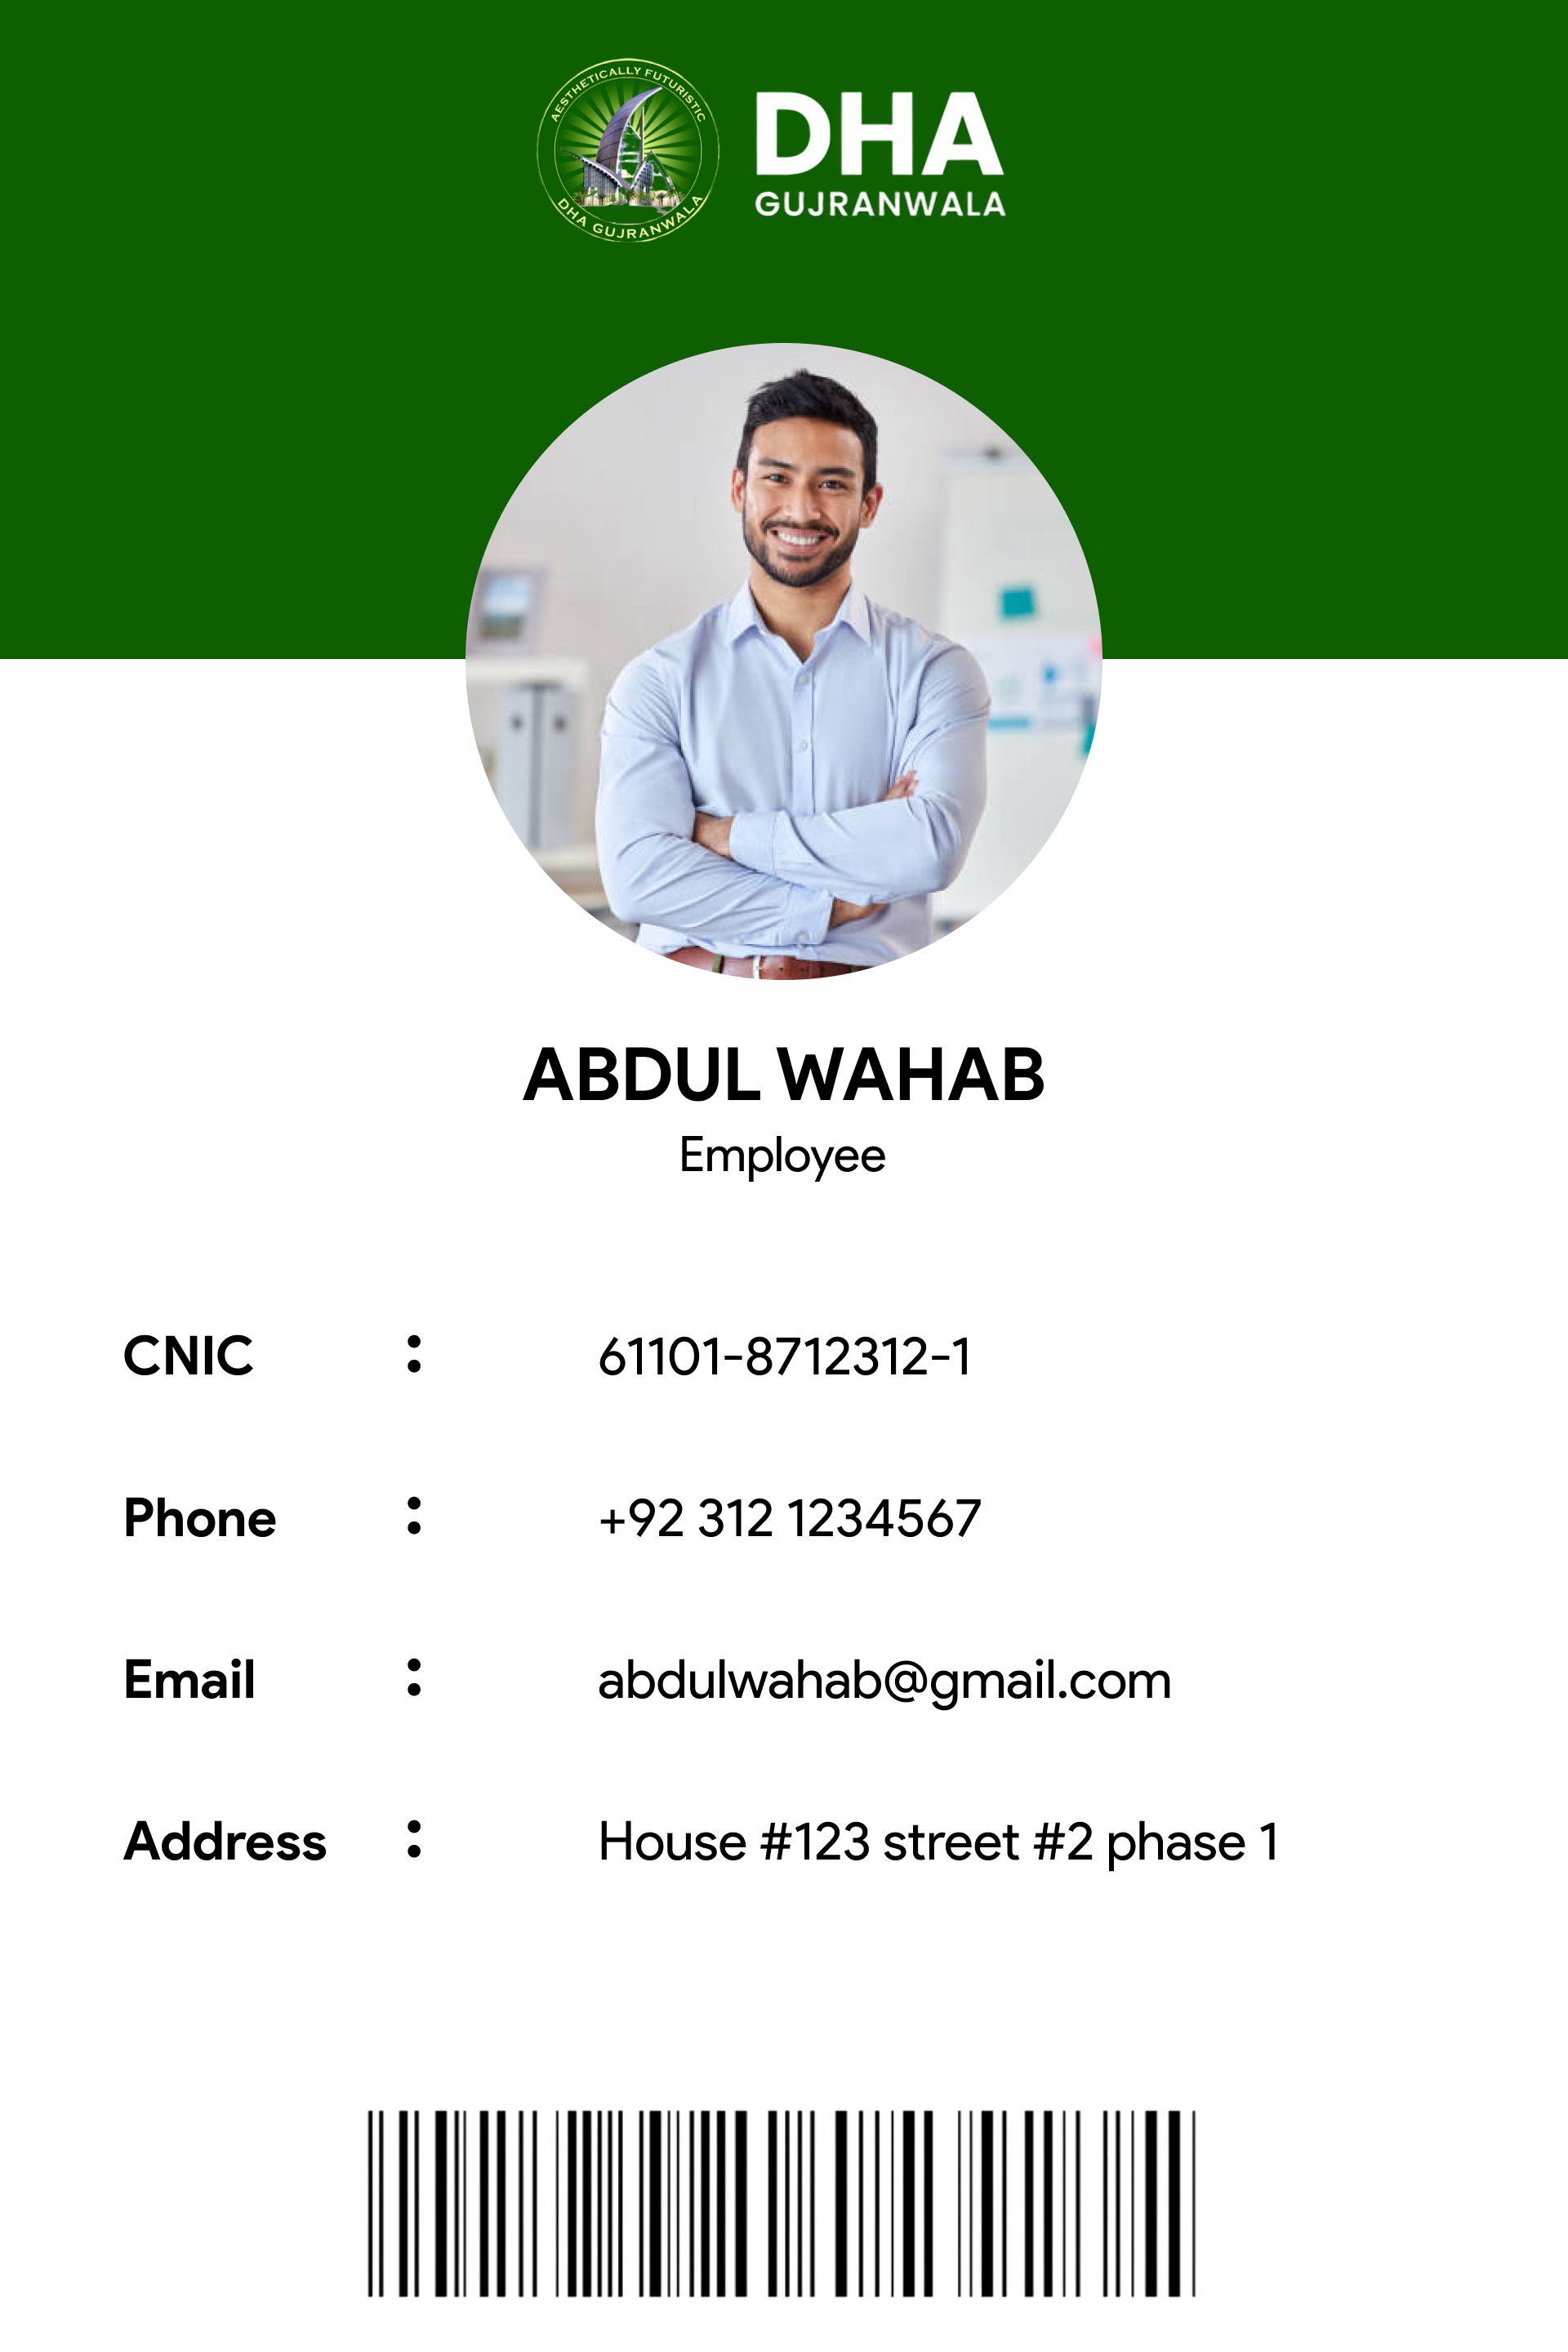 AESTHETICALLY FUTURISTIC
DHA GUJRANWALA
DHA
GUJRANWALA
ABDUL WAHAB
Employee
CNIC : 61101-8712312-1
Phone : +92 312 1234567
Email : abdulwahab@gmail.com
Address : House #123 street #2 phase 1